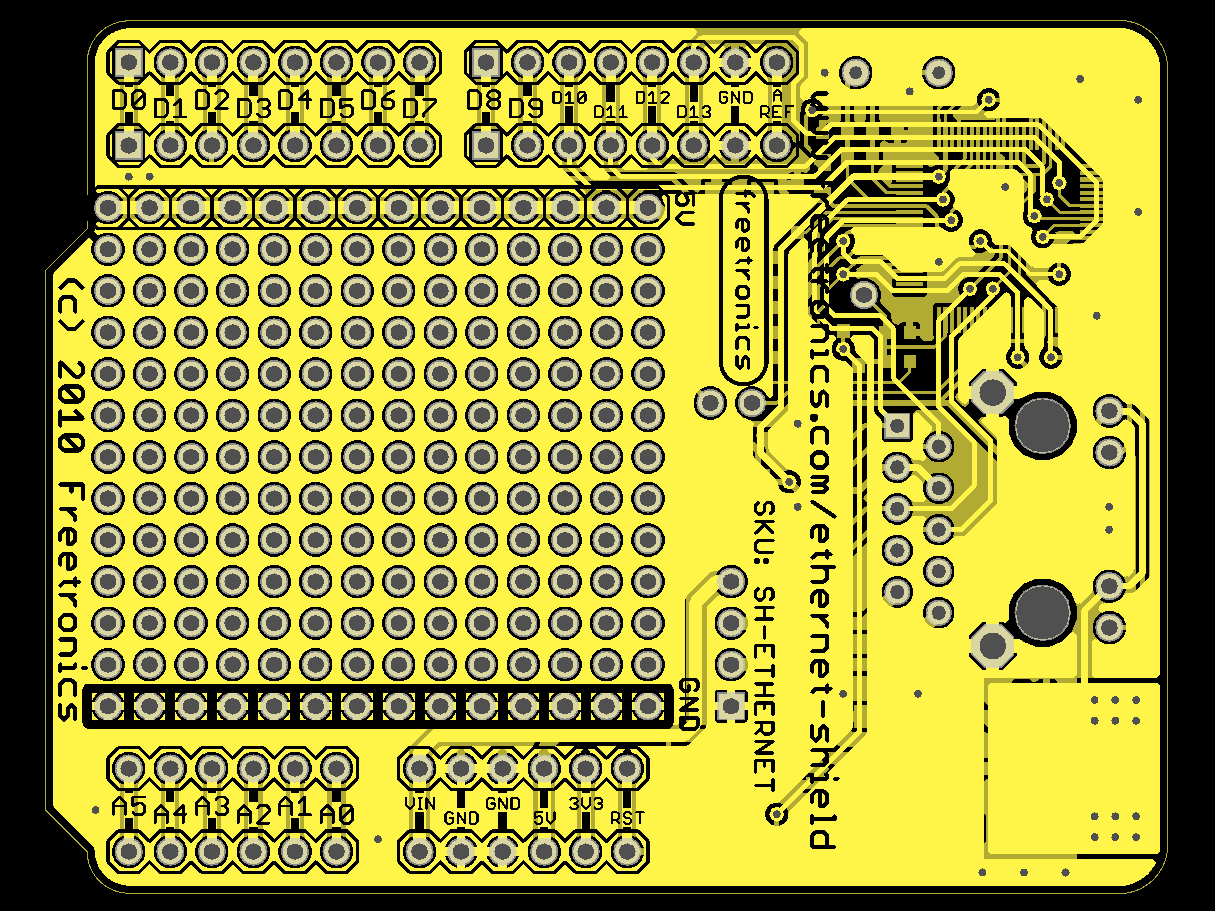 D0 D1 D2 D3 D4 D5 D6 D7
D8 D9 D10 D11 D12 D13 GND A REF
5V
freetronics
(c) 2010 Freetronics
www.freetronics.com/ethernet-shield
SKU: SH-ETHERNET
GND
A5 A4 A3 A2 A1 A0
VIN GND GND 5V 3V3 RST